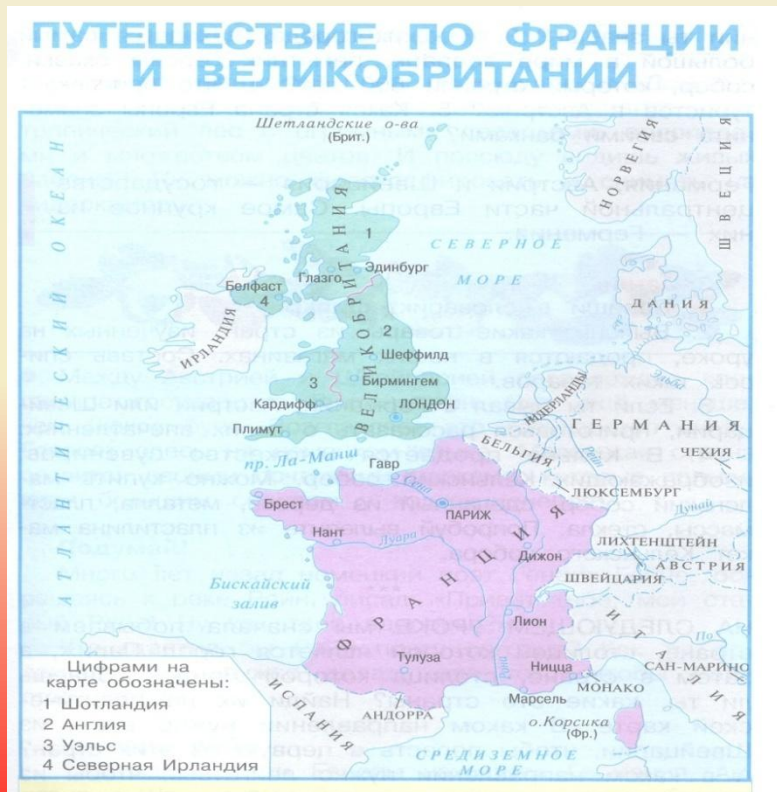 ПУТЕШЕСТВИЕ ПО ФРАНЦИИ
И ВЕЛИКОБРИТАНИИ
Шетландские о-ва
(Брит.)
АТЛАНТИЧЕСКИЙ ОКЕАН
НОРВЕГИЯ
ШВЕЦИЯ
ВЕЛИКОБРИТАНИЯ
1
СЕВЕРНОЕ
МОРЕ
Эдинбург
Глазго
Белфаст
4
ИРЛАНДИЯ
ДАНИЯ
2
Шеффилд
3
Бирмингем
Кардифф
ЛОНДОН
Плимут
НИДЕРЛАНДЫ
ГЕРМАНИЯ
БЕЛЬГИЯ
ЧЕХИЯ
пр. Ла-Манш
Гавр
Сена
ЛЮКСЕМБУРГ
Брест
ПАРИЖ
Дунай
Нант
Луара
ФРАНЦИЯ
Дижон
ЛИХТЕНШТЕЙН
АВСТРИЯ
ШВЕЙЦАРИЯ
Бискайский
залив
Лион
ИТАЛИЯ
По
Тулуза
Ницца
САН-МАРИНО
МОНАКО
Марсель
ИСПАНИЯ
АНДОРРА
о.Корсика
(Фр.)
СРЕДИЗЕМНОЕ
МОРЕ
Цифрами на
карте обозначены:
1 Шотландия
2 Англия
3 Уэльс
4 Северная Ирландия